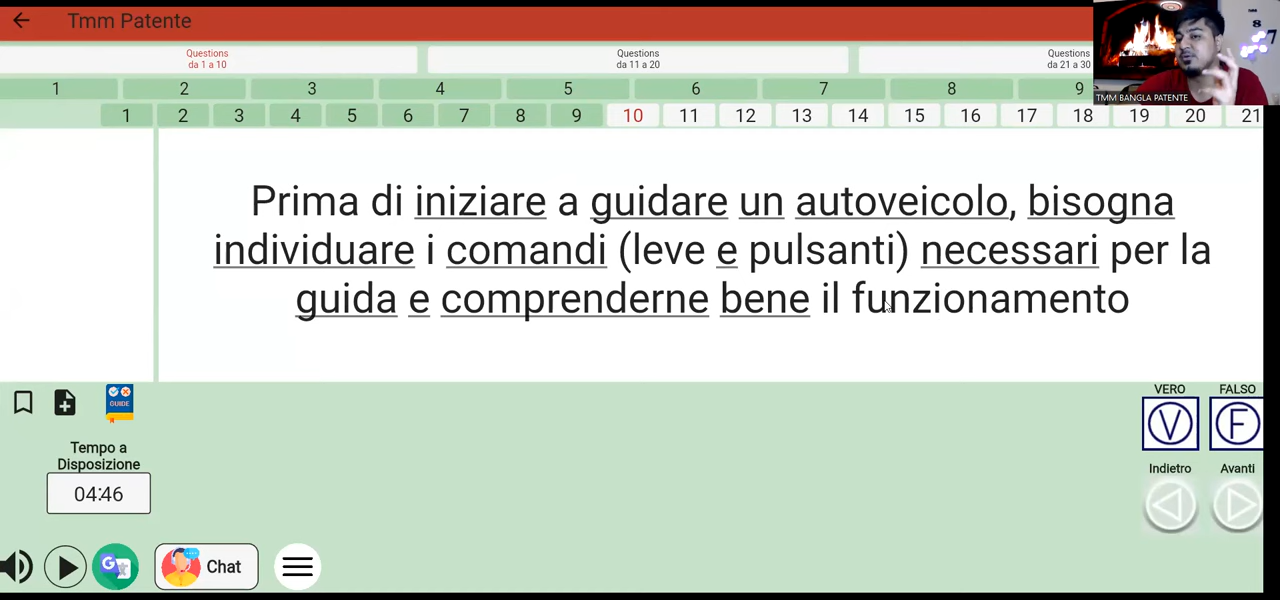 Tmm Patente
Questions
da 1 a 10
Questions
da 11 a 20
Questions
da 21 a 30
1 2 3 4 5 6 7 8 9
1 2 3 4 5 6 7 8 9 10 11 12 13 14 15 16 17 18 19 20 21
TMM BANGLA PATENTE
Prima di iniziare a guidare un autoveicolo, bisogna
individuare i comandi (leve e pulsanti) necessari per la
guida e comprenderne bene il funzionamento
GUIDE
VERO FALSO
V F
Tempo a
Disposizione
04:46
Indietro Avanti
G
Chat